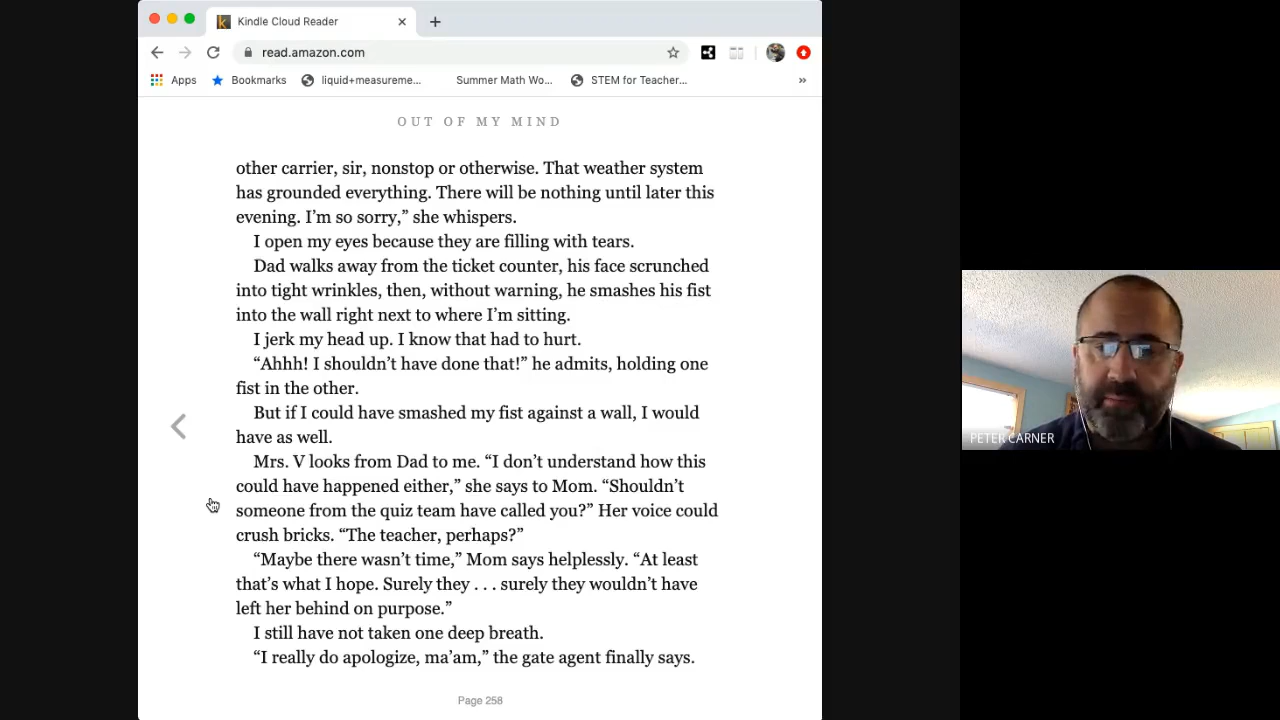 Kindle Cloud Reader
read.amazon.com
Apps
Bookmarks
liquid+measureme...
Summer Math Wo...
STEM for Teacher...
»
OUT OF MY MIND
other carrier, sir, nonstop or otherwise. That weather system
has grounded everything. There will be nothing until later this
evening. I’m so sorry,” she whispers.
I open my eyes because they are filling with tears.
Dad walks away from the ticket counter, his face scrunched
into tight wrinkles, then, without warning, he smashes his fist
into the wall right next to where I’m sitting.
I jerk my head up. I know that had to hurt.
“Ahhh! I shouldn’t have done that!” he admits, holding one
fist in the other.
But if I could have smashed my fist against a wall, I would
have as well.
Mrs. V looks from Dad to me. “I don’t understand how this
could have happened either,” she says to Mom. “Shouldn’t
someone from the quiz team have called you?” Her voice could
crush bricks. “The teacher, perhaps?”
“Maybe there wasn’t time,” Mom says helplessly. “At least
that’s what I hope. Surely they . . . surely they wouldn’t have
left her behind on purpose.”
I still have not taken one deep breath.
“I really do apologize, ma’am,” the gate agent finally says.
Page 258
PETER CARNER